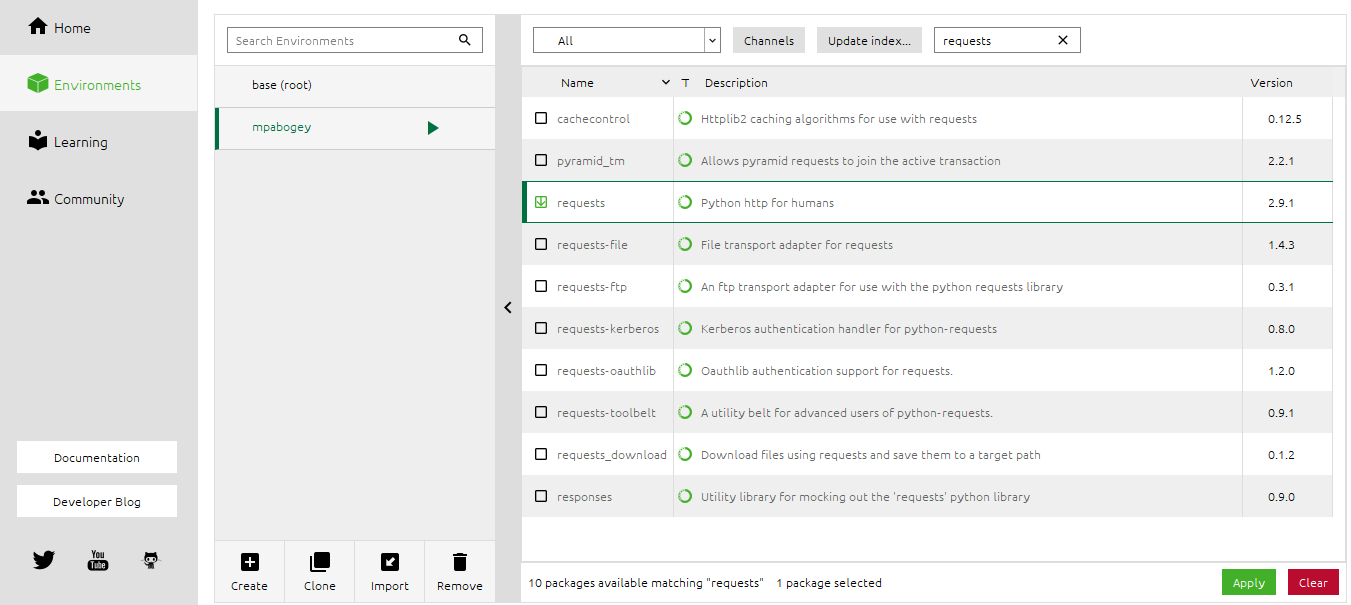 Home
Environments
Learning
Community
Documentation
Developer Blog
You
Tube
Search Environments
base (root)
mpabogey
Create Clone Import Remove
All Channels Update index... requests
Name T Description Version
cachecontrol Httplib2 caching algorithms for use with requests 0.12.5
pyramid_tm Allows pyramid requests to join the active transaction 2.2.1
requests Python http for humans 2.9.1
requests-file File transport adapter for requests 1.4.3
requests-ftp An ftp transport adapter for use with the python requests library 0.3.1
requests-kerberos Kerberos authentication handler for python-requests 0.8.0
requests-oauthlib Oauthlib authentication support for requests. 1.2.0
requests-toolbelt A utility belt for advanced users of python-requests. 0.9.1
requests_download Download files using requests and save them to a target path 0.1.2
responses Utility library for mocking out the 'requests' python library 0.9.0
10 packages available matching "requests" 1 package selected Apply Clear